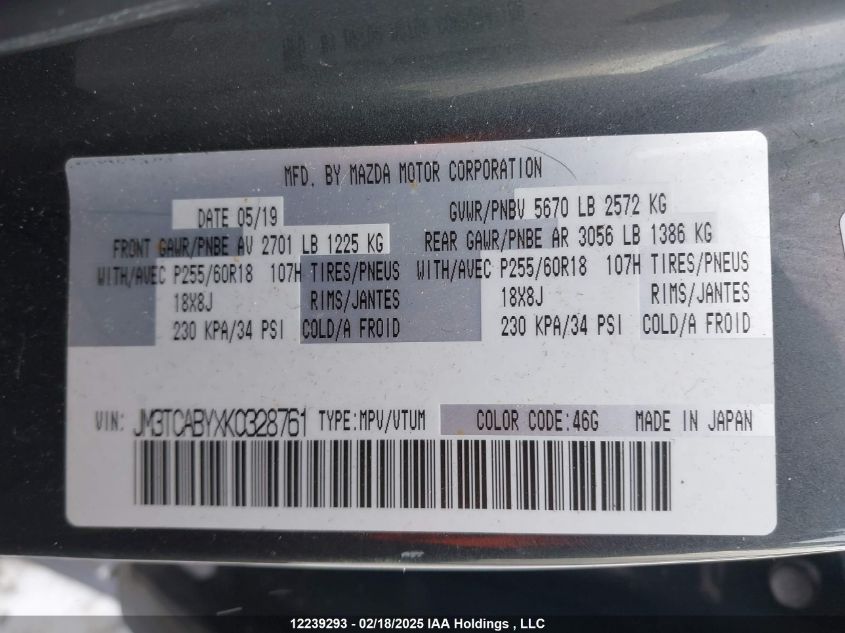 MFD. BY MAZDA MOTOR CORPORATION
DATE 05/19 GVWR/PNBV 5670 LB 2572 KG
FRONT GAWR/PNBE AV 2701 LB 1225 KG REAR GAWR/PNBE AR 3056 LB 1386 KG
WITH/AVEC P255/60R18 107H TIRES/PNEUS WITH/AVEC P255/60R18 107H TIRES/PNEUS
18X8J RIMS/JANTES 18X8J RIMS/JANTES
230 KPA/34 PSI COLD/A FROID 230 KPA/34 PSI COLD/A FROID
VIN: JM3TCABYXK0328761 TYPE:MPV/VTUM COLOR CODE:46G MADE IN JAPAN
12239293 - 02/18/2025 IAA Holdings , LLC